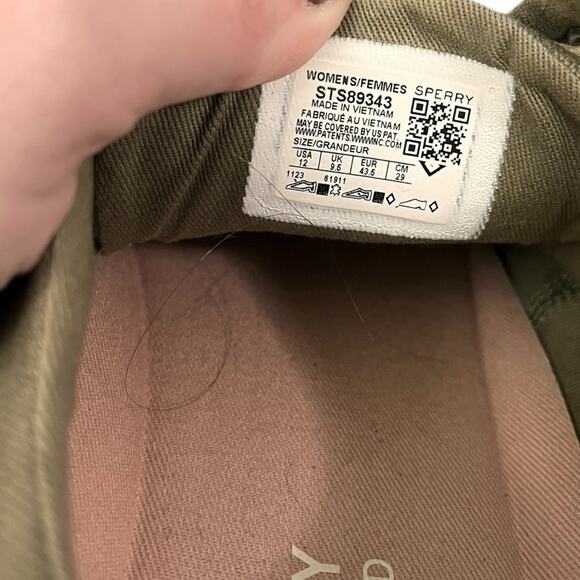 WOMENS/FEMMES SPERRY
STS89343
MADE IN VIETNAM
FABRIQUÉ AU VIETNAM
MAY BE COVERED BY US PAT.
WWW.PATENTS.WWWINC.COM
SIZE/GRANDEUR
USA UK EUR CM
12 9.5 43.5 29
1123 61911
Y
D